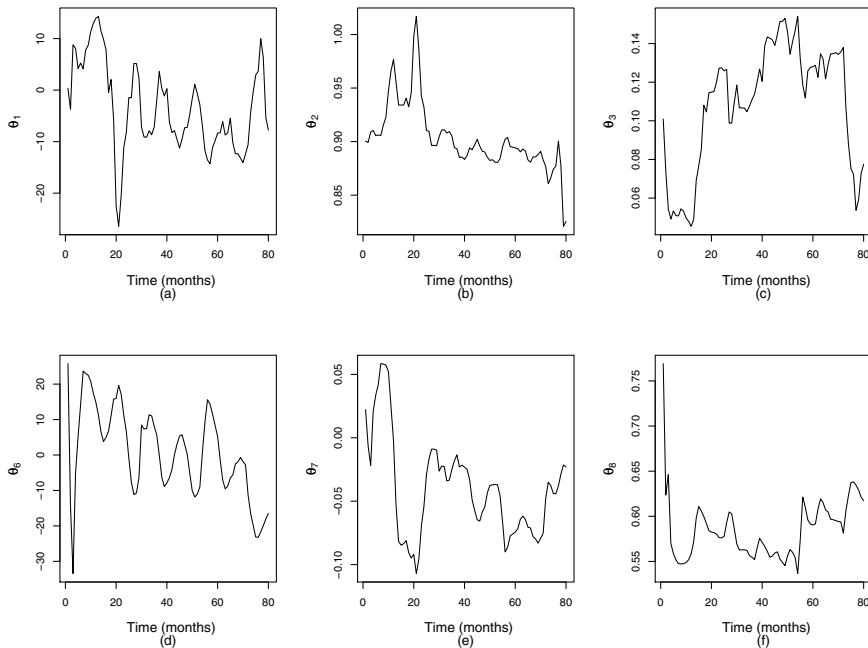 θ1
10
0
−10
−20
0 20 40 60 80
Time (months)
(a)
θ2
1.00
0.95
0.90
0.85
0 20 40 60 80
Time (months)
(b)
θ3
0.14
0.12
0.10
0.08
0.06
0 20 40 60 80
Time (months)
(c)
θ6
20
10
0
−10
−20
−30
0 20 40 60 80
Time (months)
(d)
θ7
0.05
0.00
−0.05
−0.10
0 20 40 60 80
Time (months)
(e)
θ8
0.75
0.70
0.65
0.60
0.55
0 20 40 60 80
Time (months)
(f)